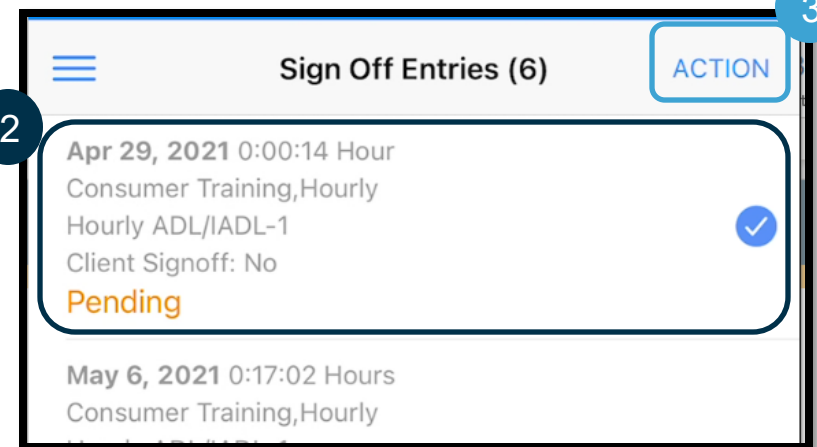 3
Sign Off Entries (6)
ACTION
2
Apr 29, 2021 0:00:14 Hour
Consumer Training,Hourly
Hourly ADL/IADL-1
Client Signoff: No
Pending
May 6, 2021 0:17:02 Hours
Consumer Training,Hourly